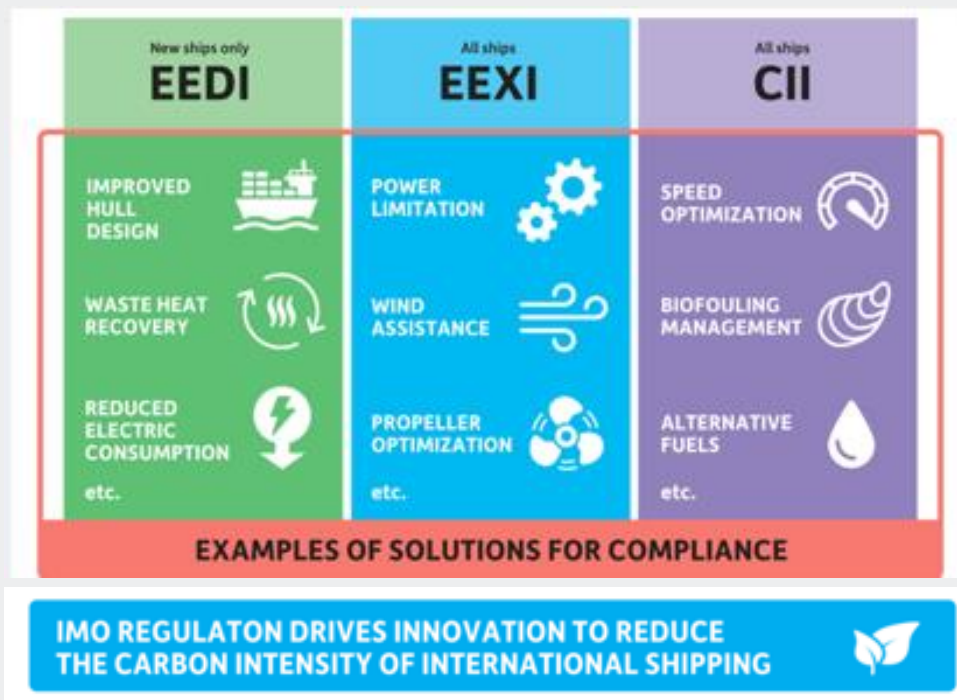 New ships only
EEDI
IMPROVED
HULL
DESIGN
WASTE HEAT
RECOVERY
REDUCED
ELECTRIC
CONSUMPTION
etc.
All ships
EEXI
POWER
LIMITATION
WIND
ASSISTANCE
PROPELLER
OPTIMIZATION
etc.
All ships
CII
SPEED
OPTIMIZATION
BIOFOULING
MANAGEMENT
ALTERNATIVE
FUELS
etc.
EXAMPLES OF SOLUTIONS FOR COMPLIANCE
IMO REGULATON DRIVES INNOVATION TO REDUCE
THE CARBON INTENSITY OF INTERNATIONAL SHIPPING